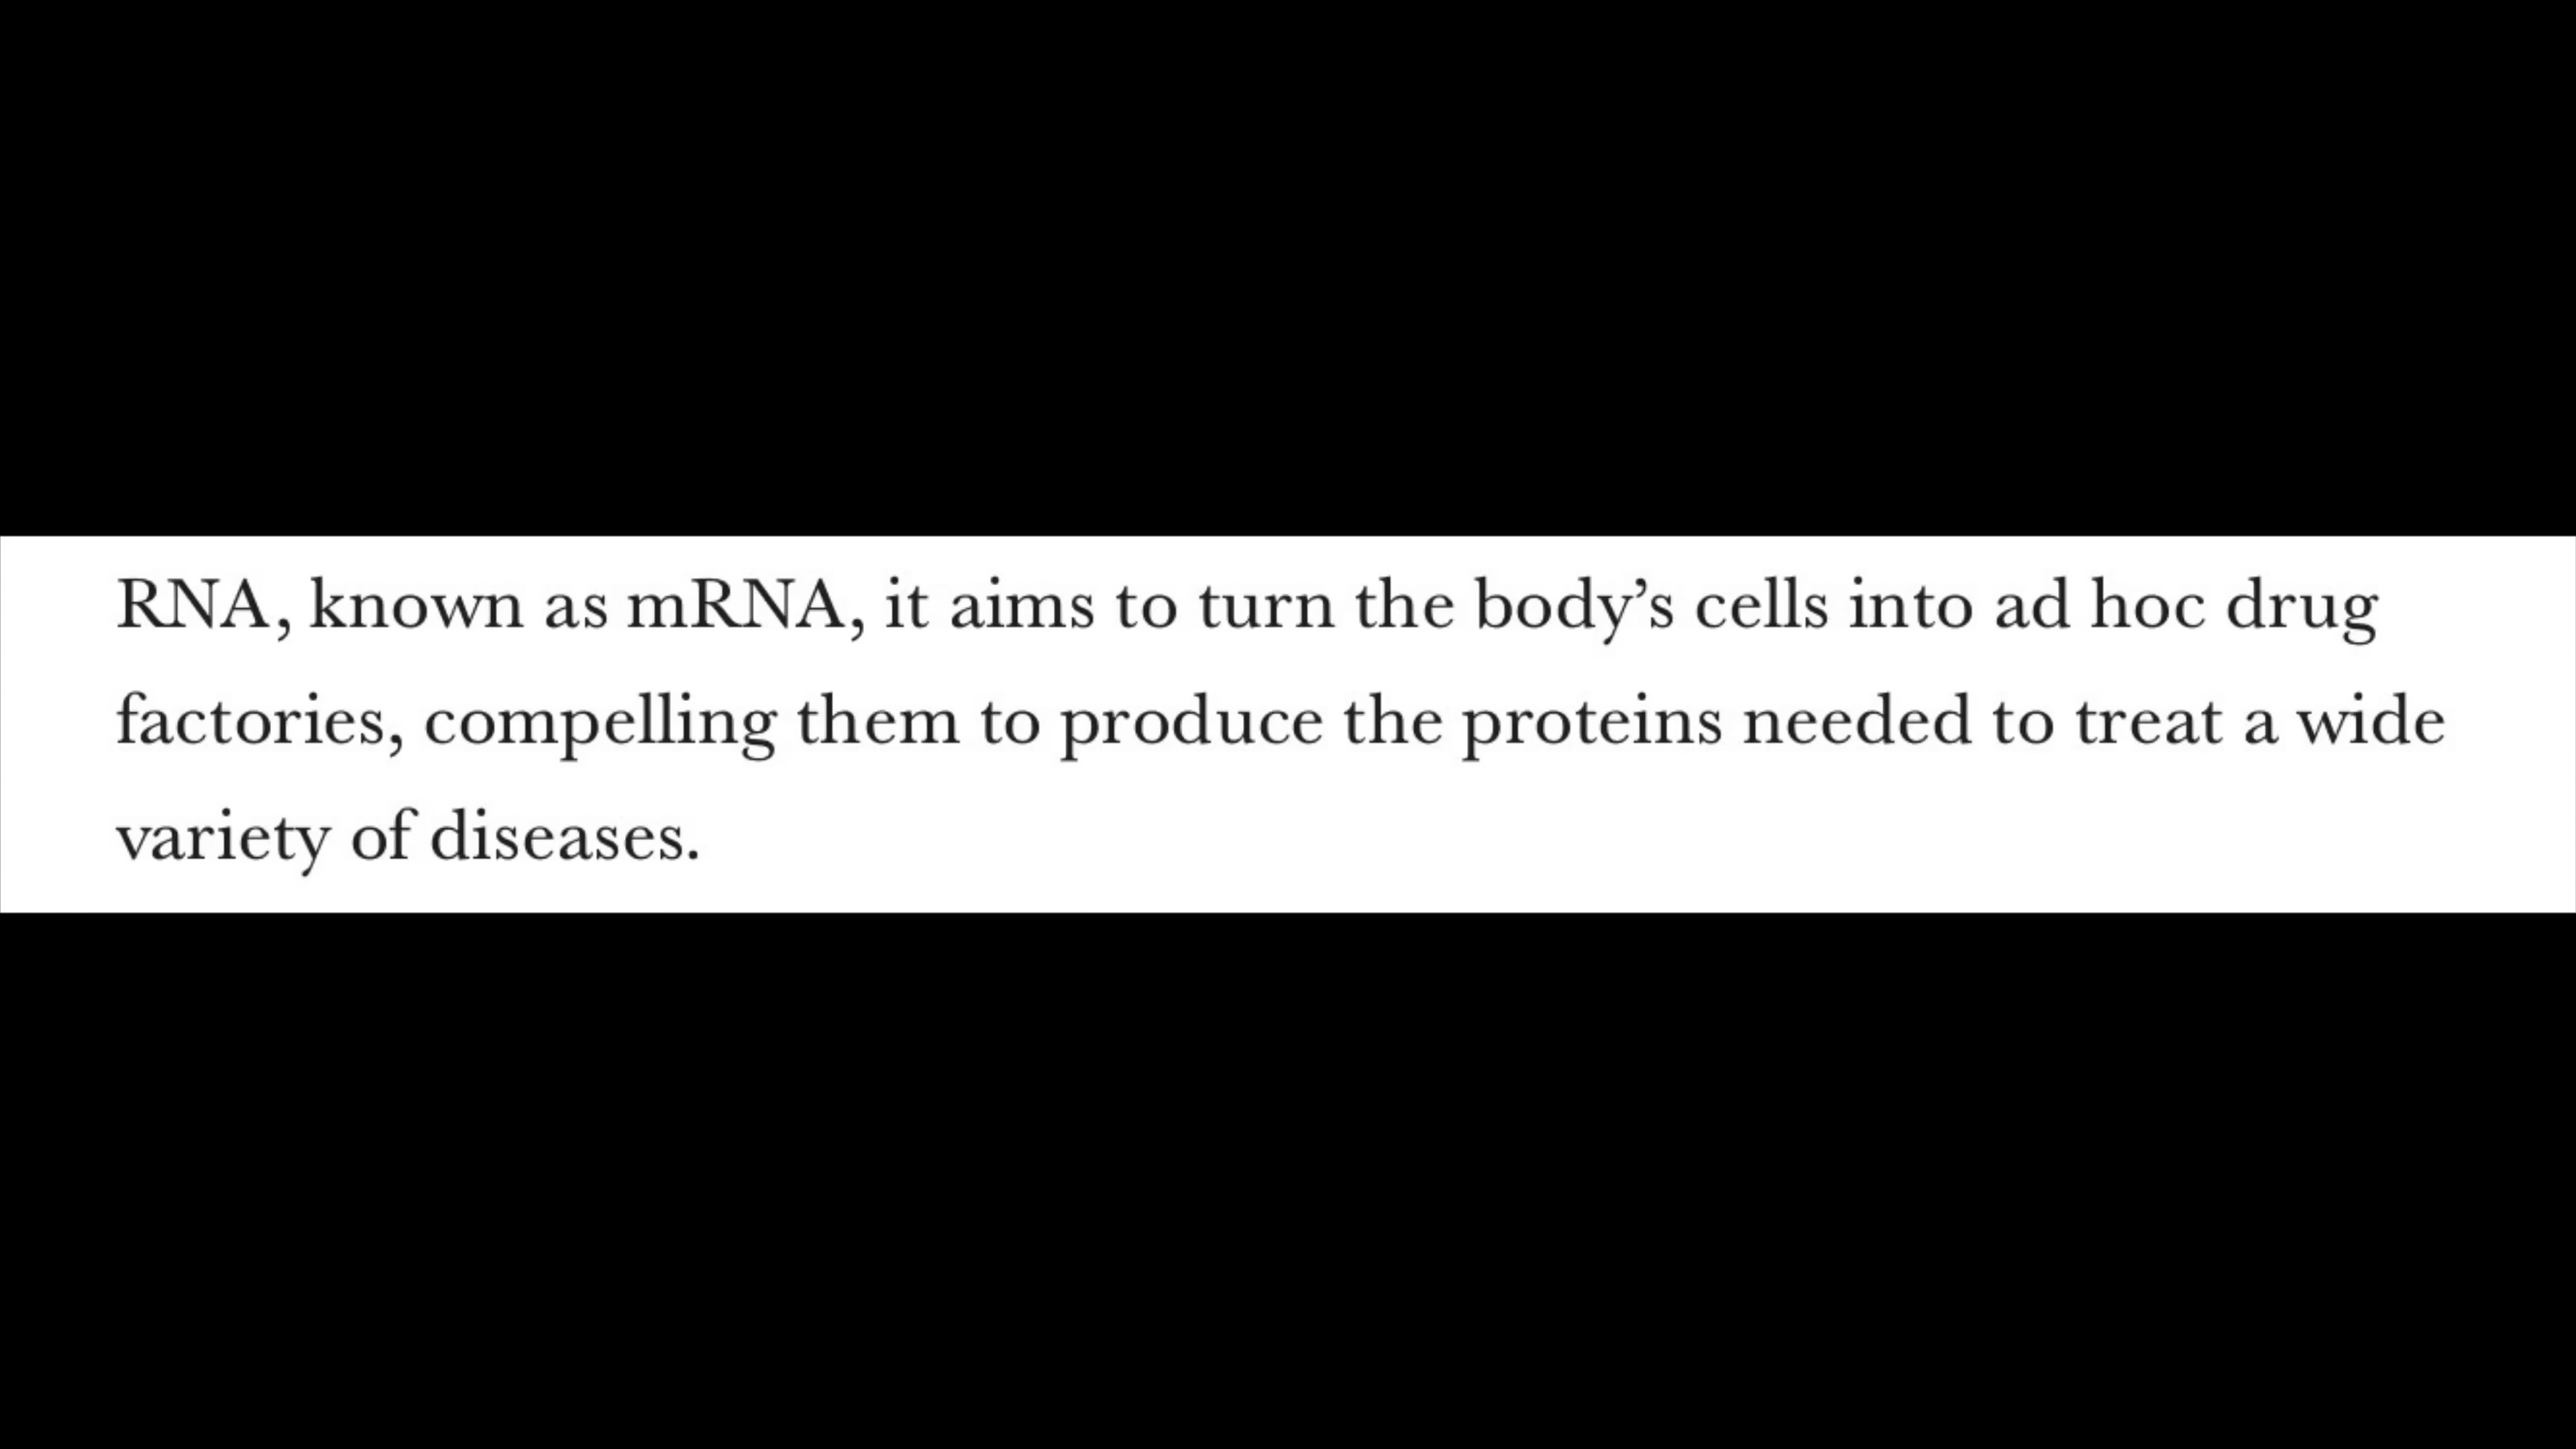 RNA, known as mRNA, it aims to turn the body’s cells into ad hoc drug
factories, compelling them to produce the proteins needed to treat a wide
variety of diseases.